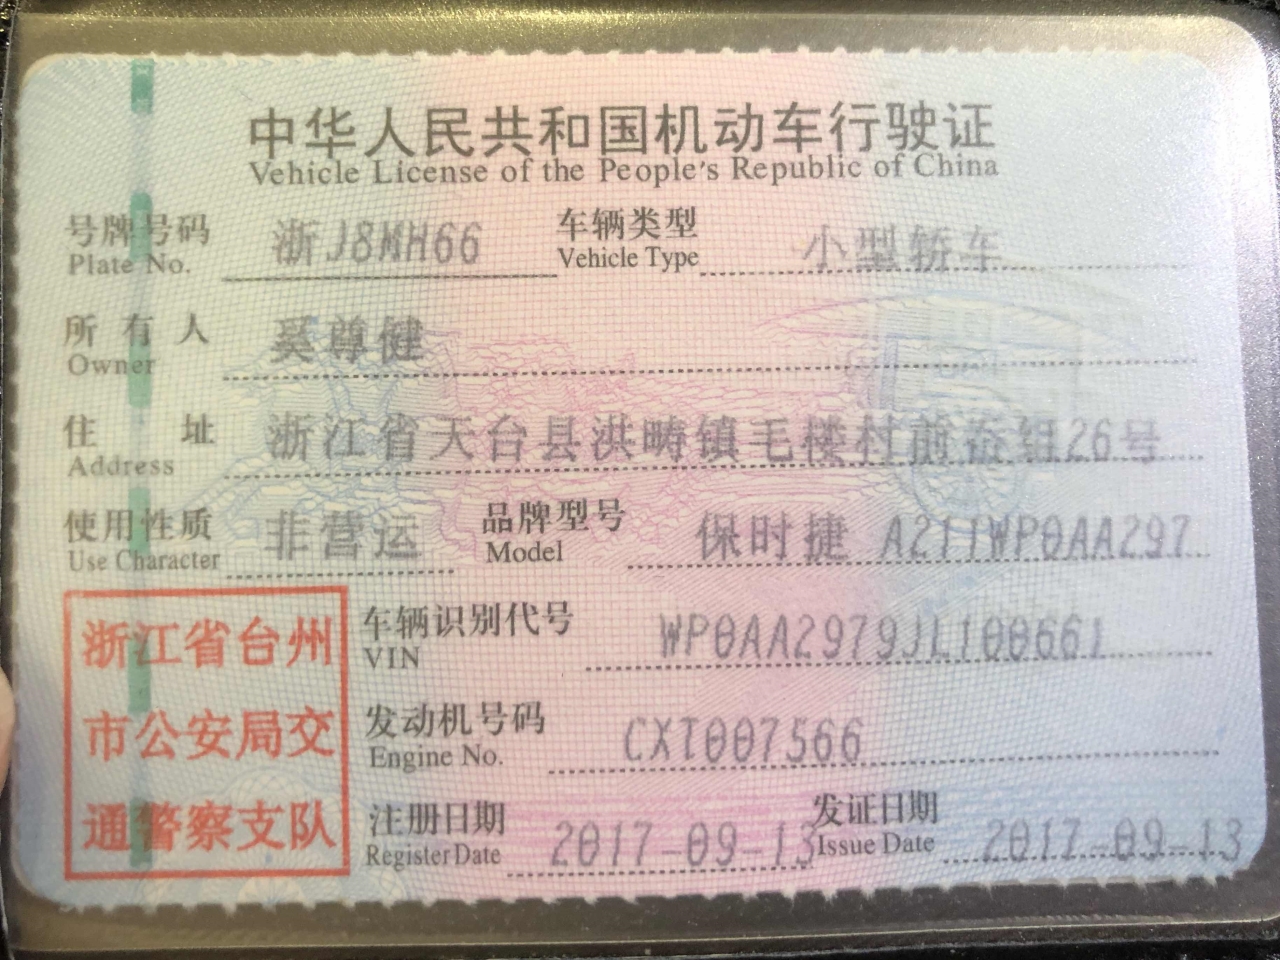 中华人民共和国机动车行驶证
Vehicle License of the People's Republic of China
号牌号码 浙J8MH66 车辆类型 小型轿车
Plate No. Vehicle Type
所有人 奚尊健
Owner
住址 浙江省天台县洪畴镇毛楼村前岙组26号
Address
使用性质 非营运 品牌型号 保时捷 A211WP0AA297
Use Character Model
浙江省台州
市公安局交
通警察支队
车辆识别代号 WP0AA2979JL100661
VIN
发动机号码 CXT007566
Engine No.
注册日期 2017-09-13 发证日期 2017-09-13
Register Date Issue Date